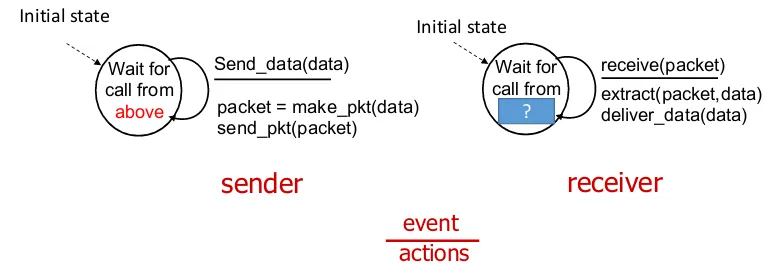 Initial state
Wait for
call from
above
Send_data(data)
packet = make_pkt(data)
send_pkt(packet)
sender
Initial state
Wait for
call from
?
receive(packet)
extract(packet,data)
deliver_data(data)
receiver
event
actions